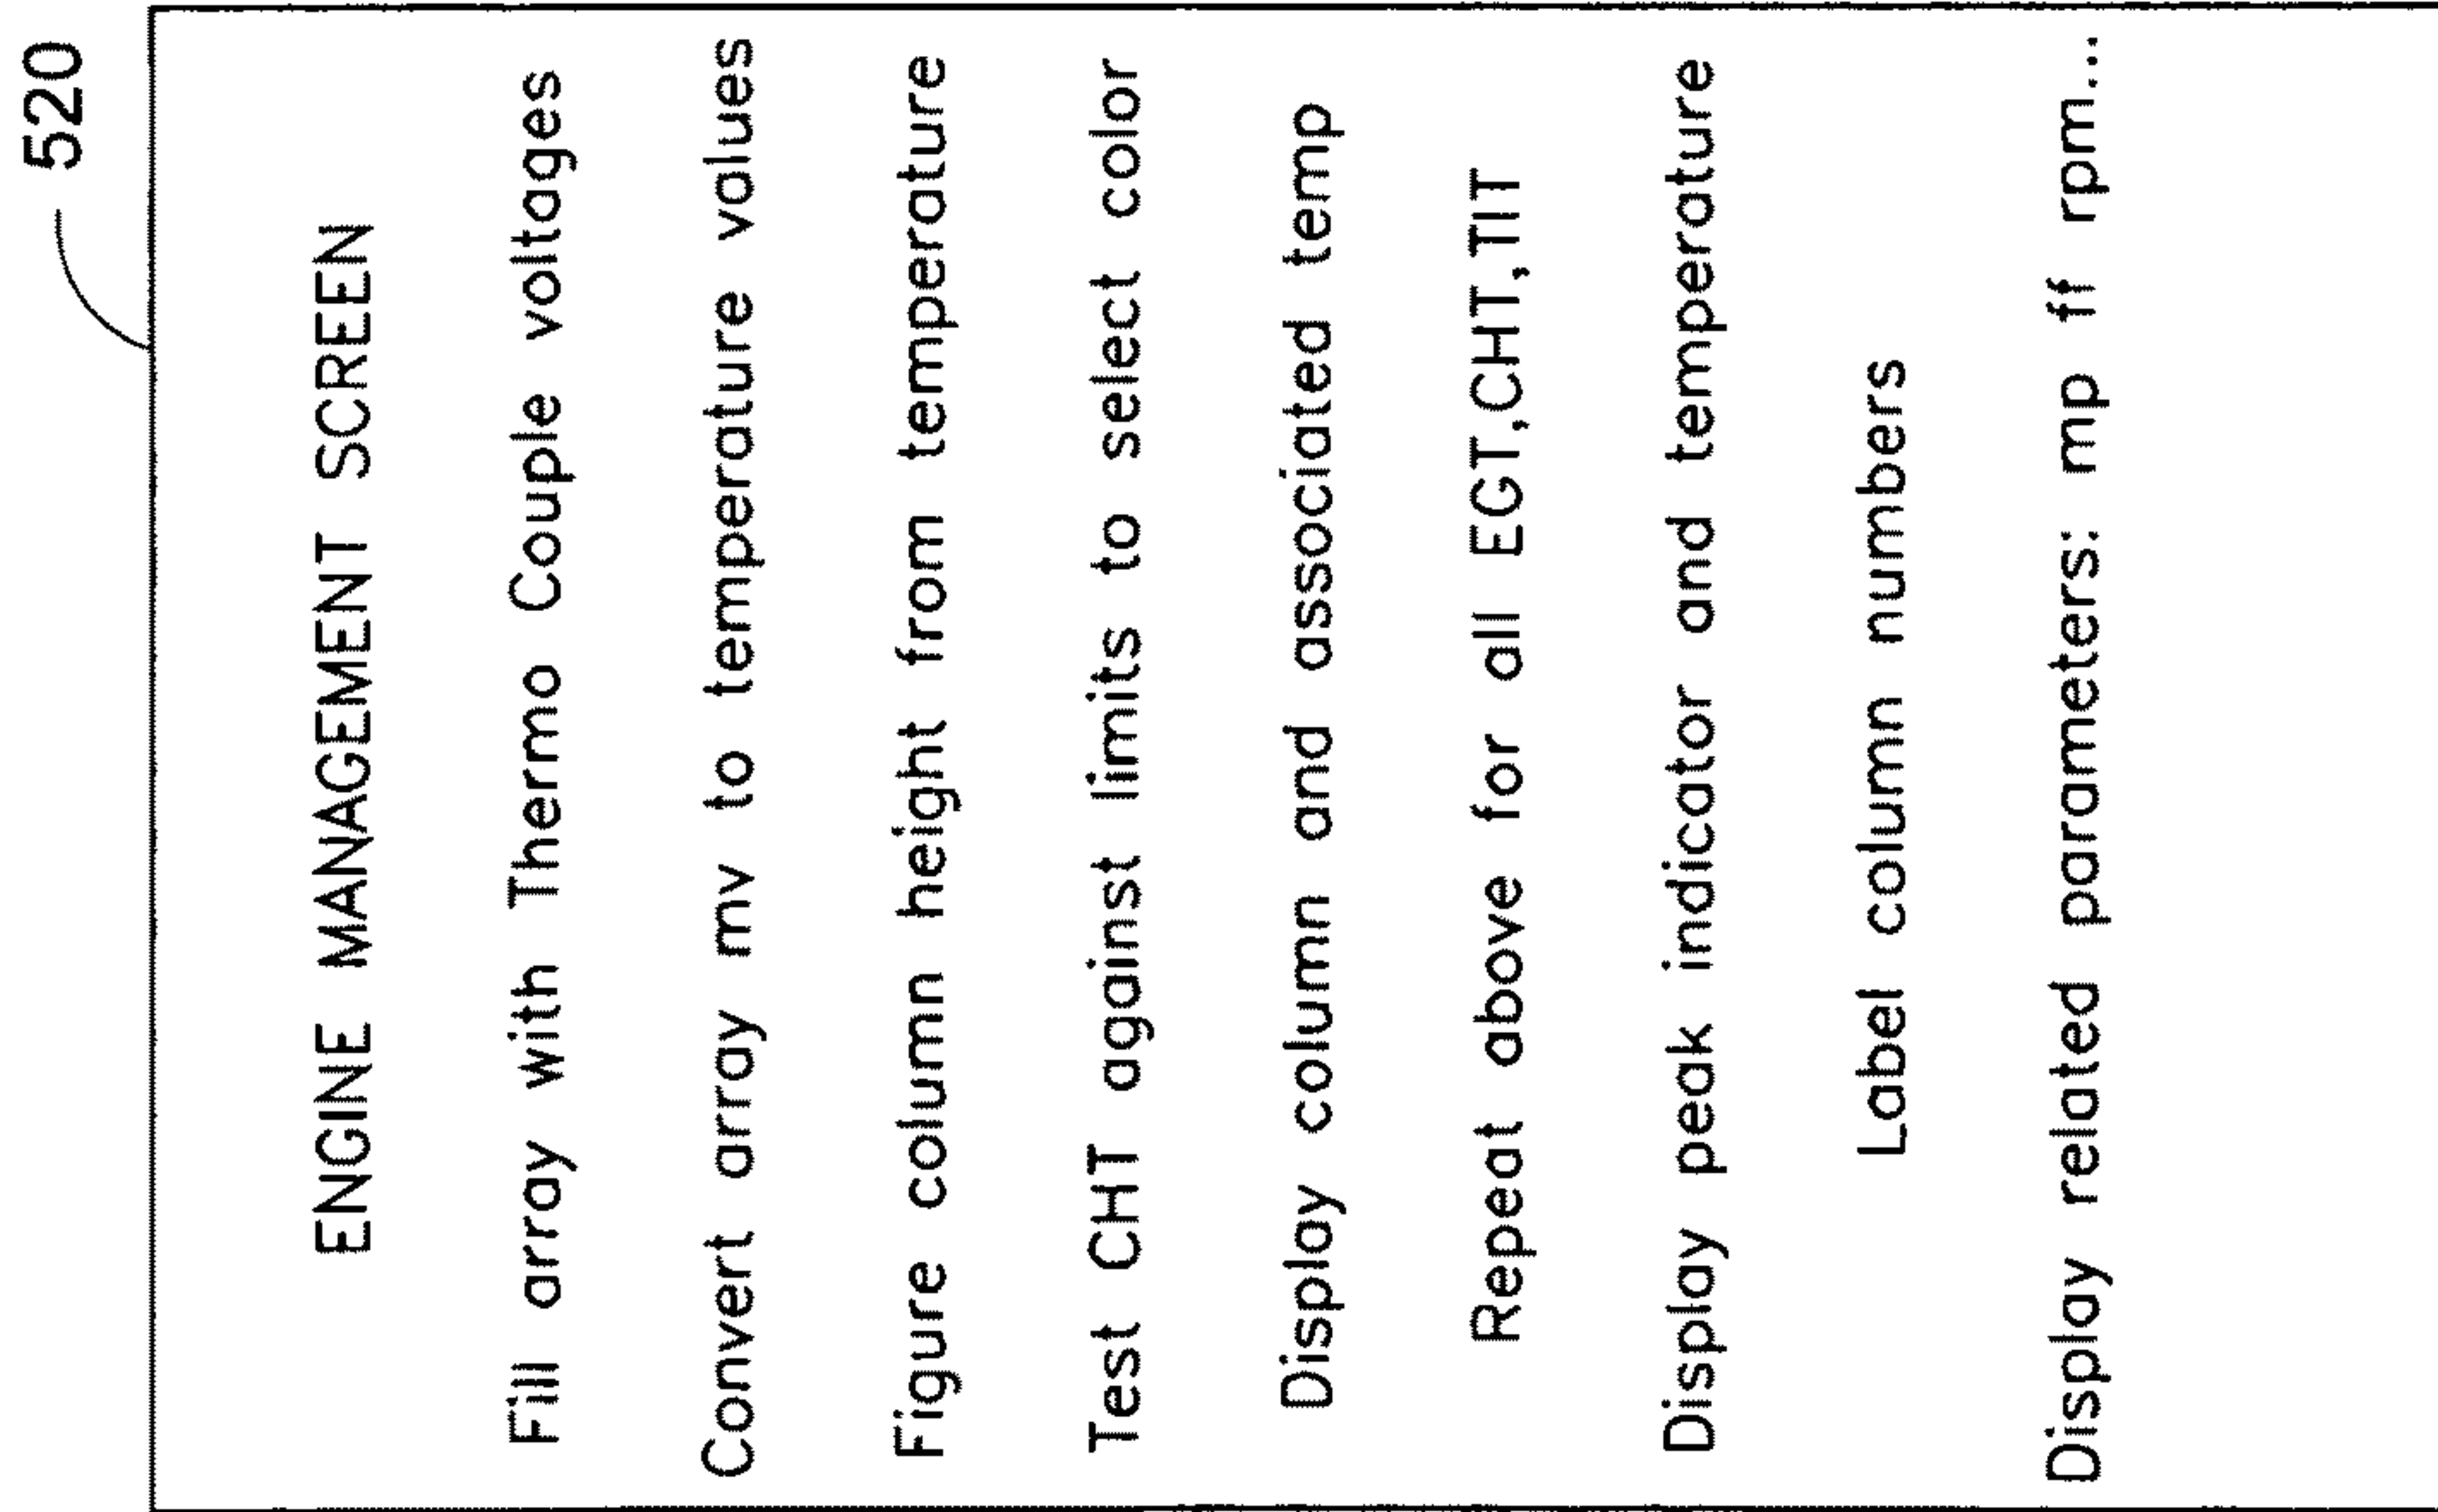 520
ENGINE MANAGEMENT SCREEN
Fill array with Thermo Couple voltages
Convert array mv to temperature values
Figure column height from temperature
Test CHT against limits to select color
Display column and associated temp
Repeat above for all EGT,CHT,TIT
Display peak indicator and temperature
Label column numbers
Display related parameters: mp ff rpm...